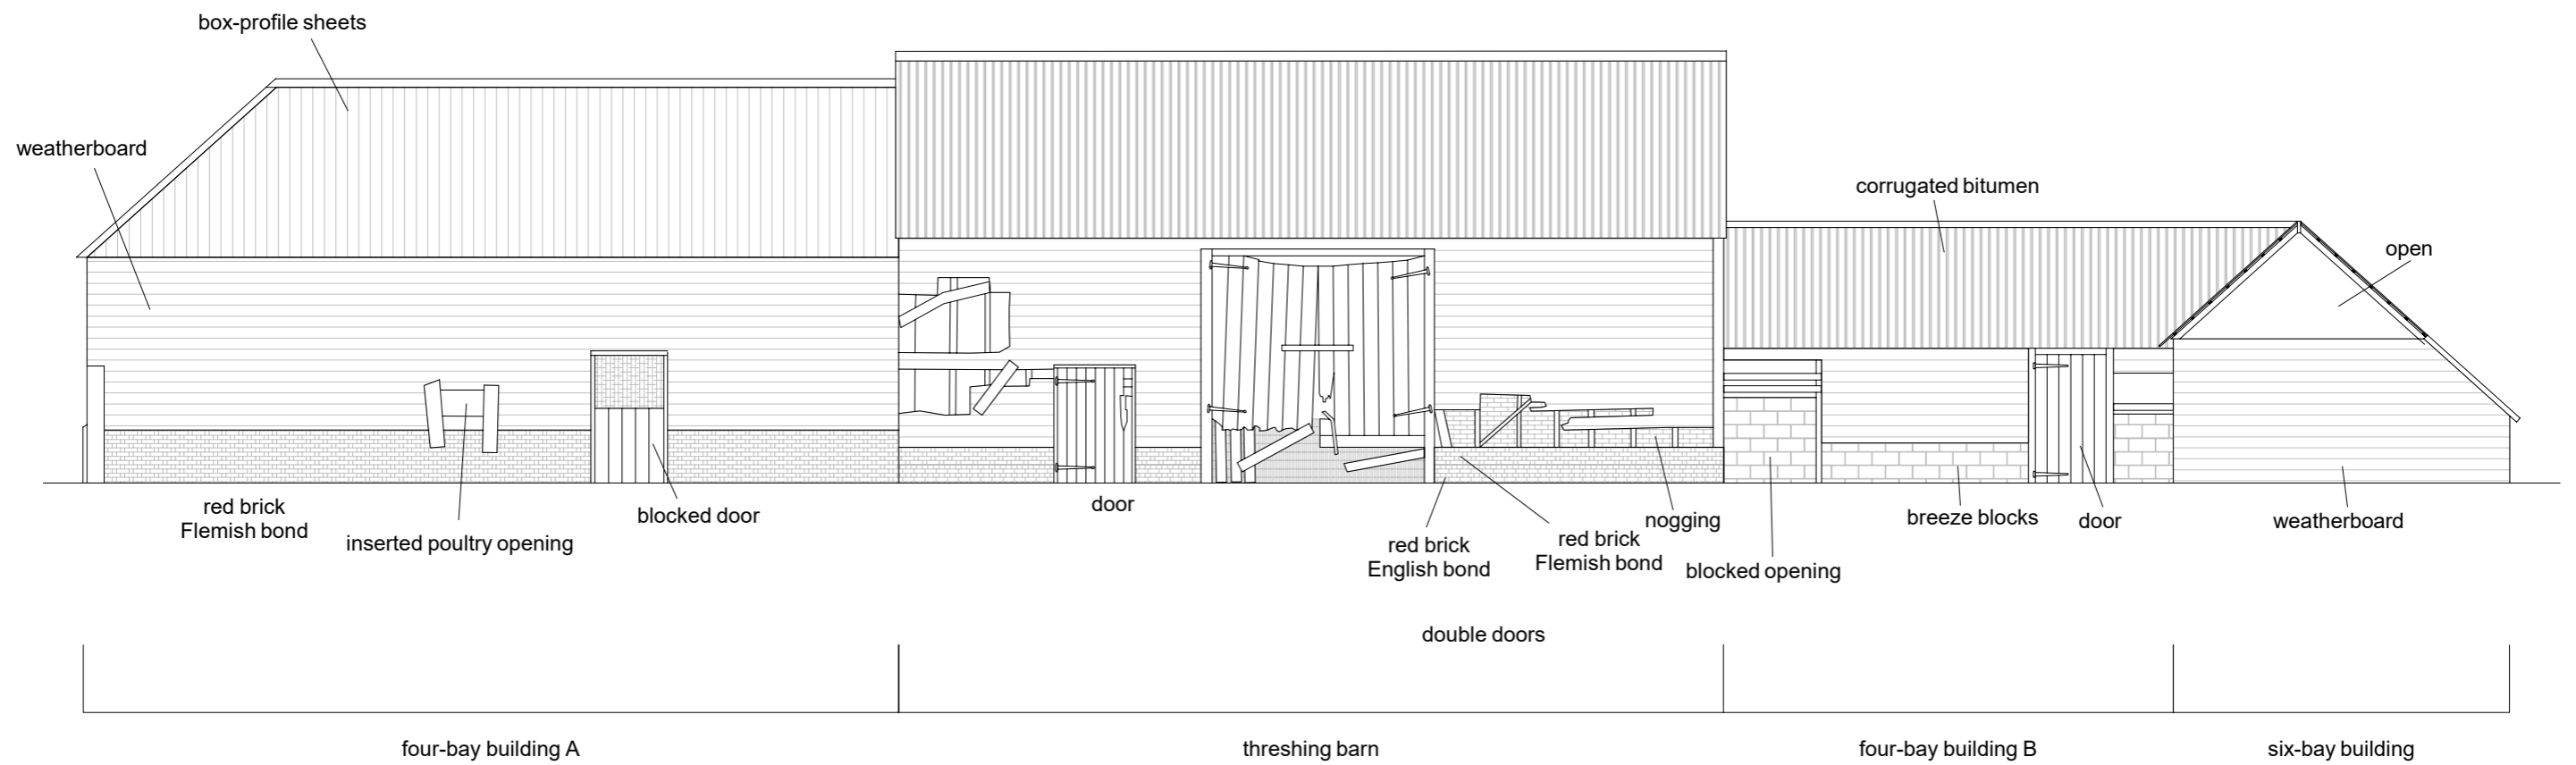 box-profile sheets
weatherboard
corrugated bitumen
open
red brick
Flemish bond
inserted poultry opening
blocked door
door
red brick
English bond
red brick
Flemish bond
nogging
blocked opening
breeze blocks
door
weatherboard
double doors
four-bay building A
threshing barn
four-bay building B
six-bay building